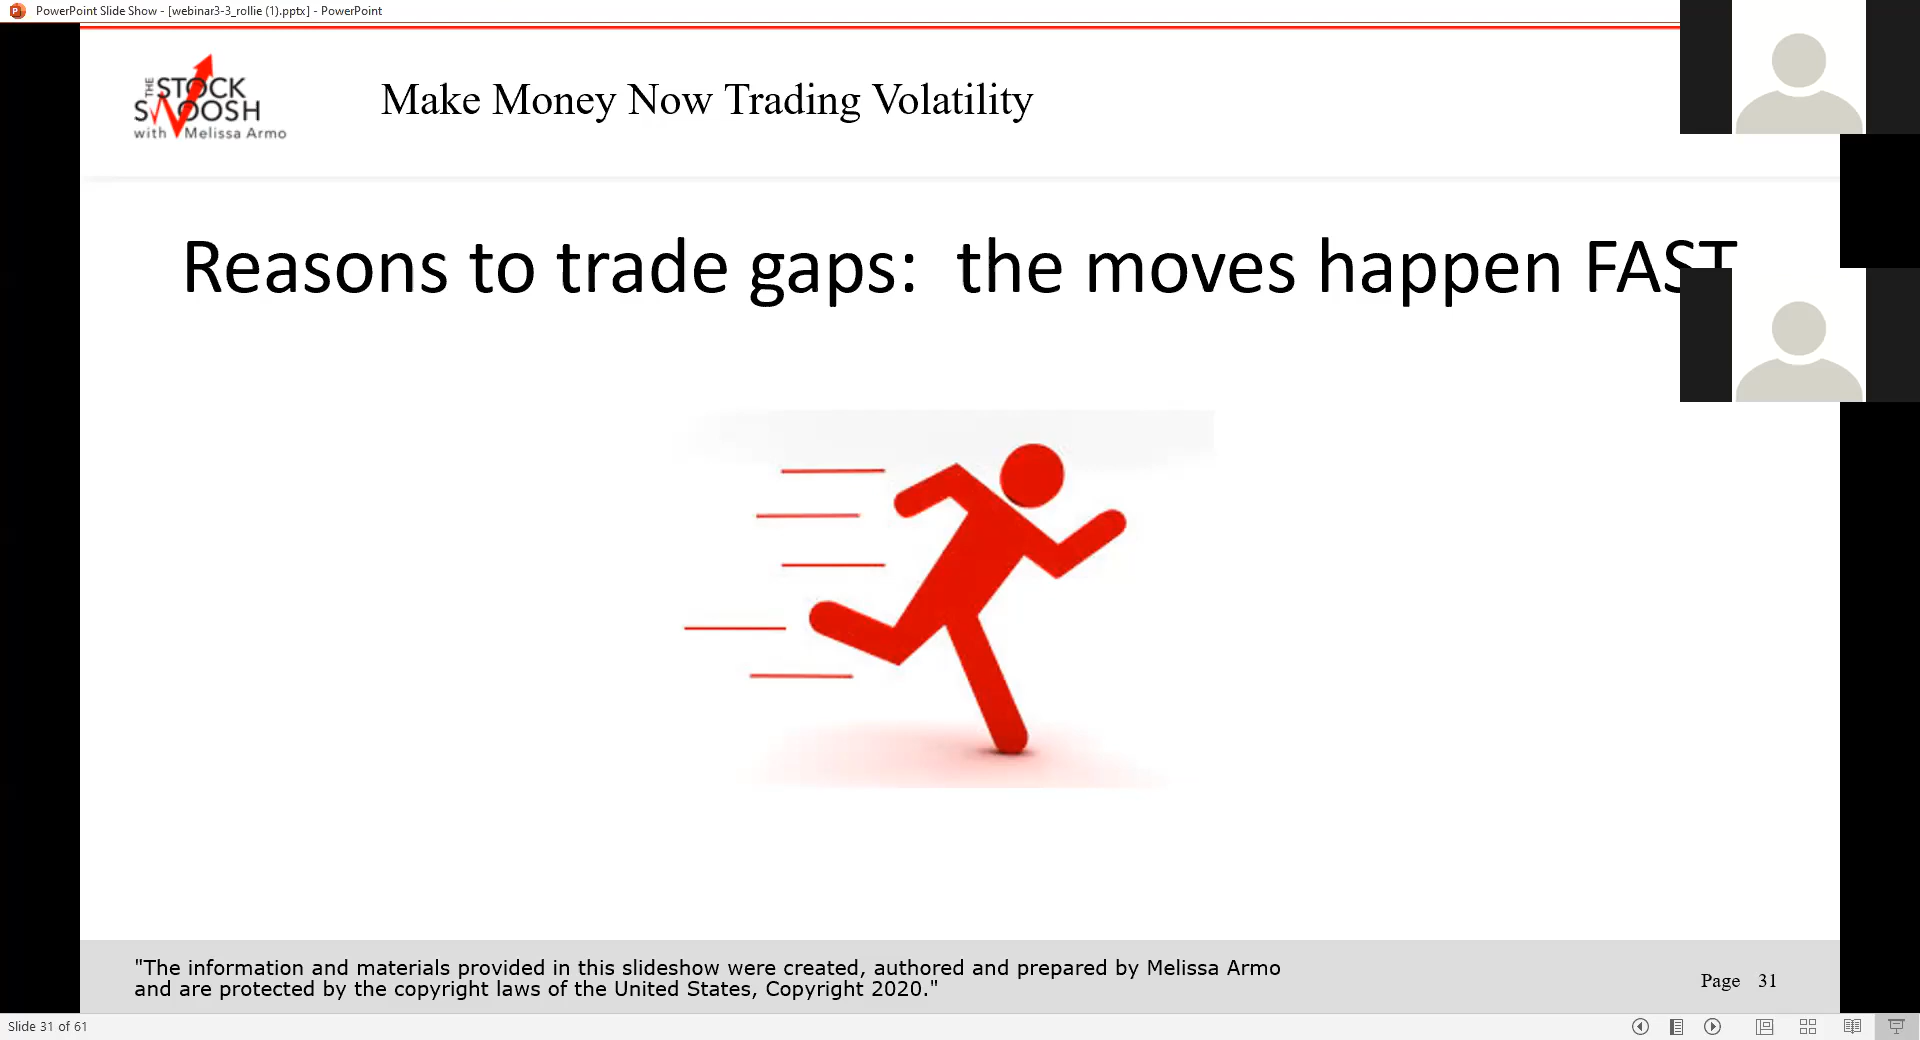 PowerPoint Slide Show - [webinar3-3_rollie (1).pptx] - PowerPoint
THE
STOCK
SWOOSH
with Melissa Armo
Make Money Now Trading Volatility
Reasons to trade gaps:  the moves happen FAST
"The information and materials provided in this slideshow were created, authored and prepared by Melissa Armo
and are protected by the copyright laws of the United States, Copyright 2020."
Page 31
Slide 31 of 61